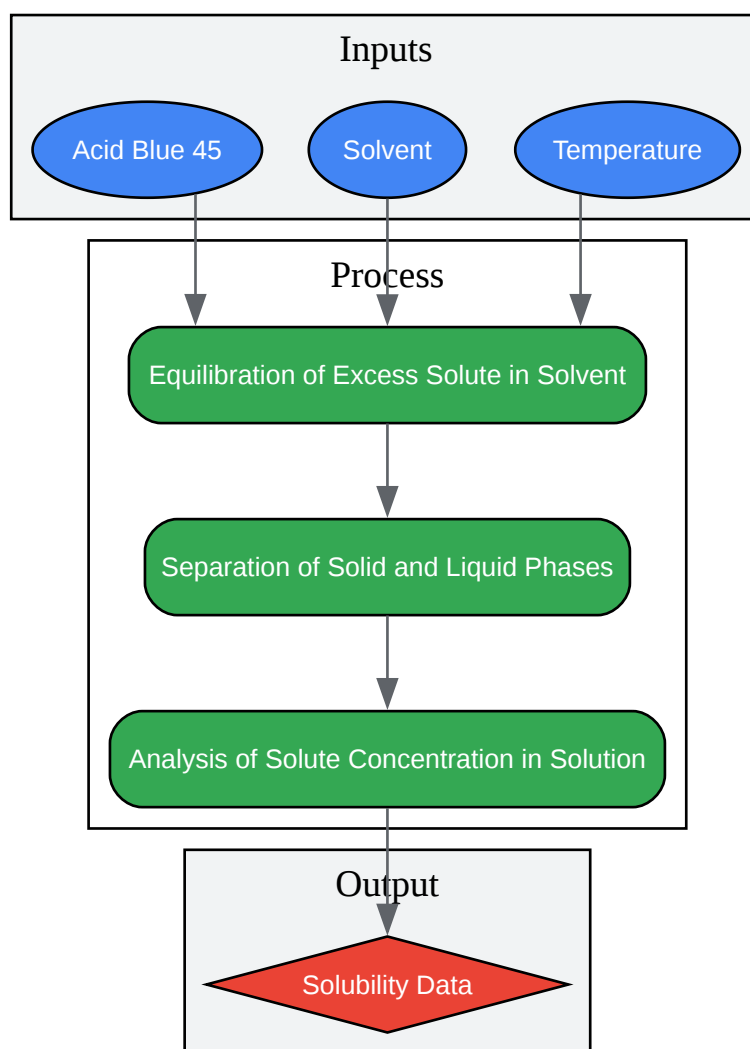 Inputs
Acid Blue 45
Solvent
Temperature
Process
Equilibration of Excess Solute in Solvent
Separation of Solid and Liquid Phases
Analysis of Solute Concentration in Solution
Output
Solubility Data